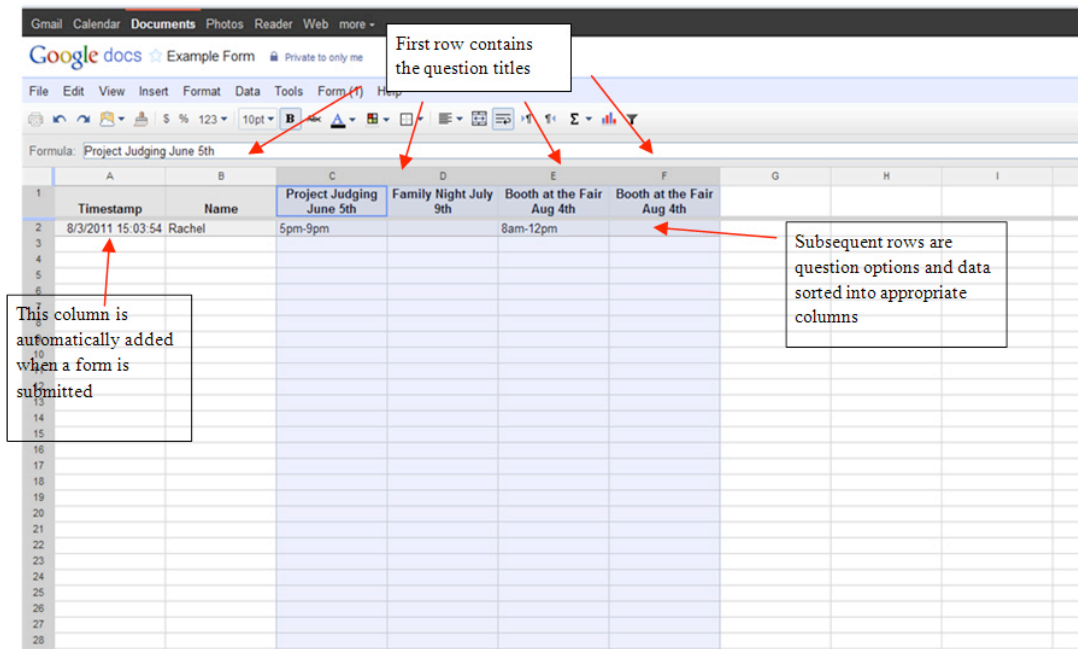 Gmail Calendar Documents Photos Reader Web more
Google docs Example Form Private to only me
First row contains
the question titles
File Edit View Insert Format Data Tools Form (1) Help
$ % 123 10pt B Abc A Σ
Formula: Project Judging June 5th
A B C D E F G H I
1 Timestamp Name Project Judging June 5th Family Night July 9th Booth at the Fair Aug 4th Booth at the Fair Aug 4th
2 8/3/2011 15:03:54 Rachel 5pm-9pm 8am-12pm
Subsequent rows are
question options and data
sorted into appropriate
columns
3
4
5
6
7
8
9
10
11
12
13
This column is
automatically added
when a form is
submitted
14
15
16
17
18
19
20
21
22
23
24
25
26
27
28